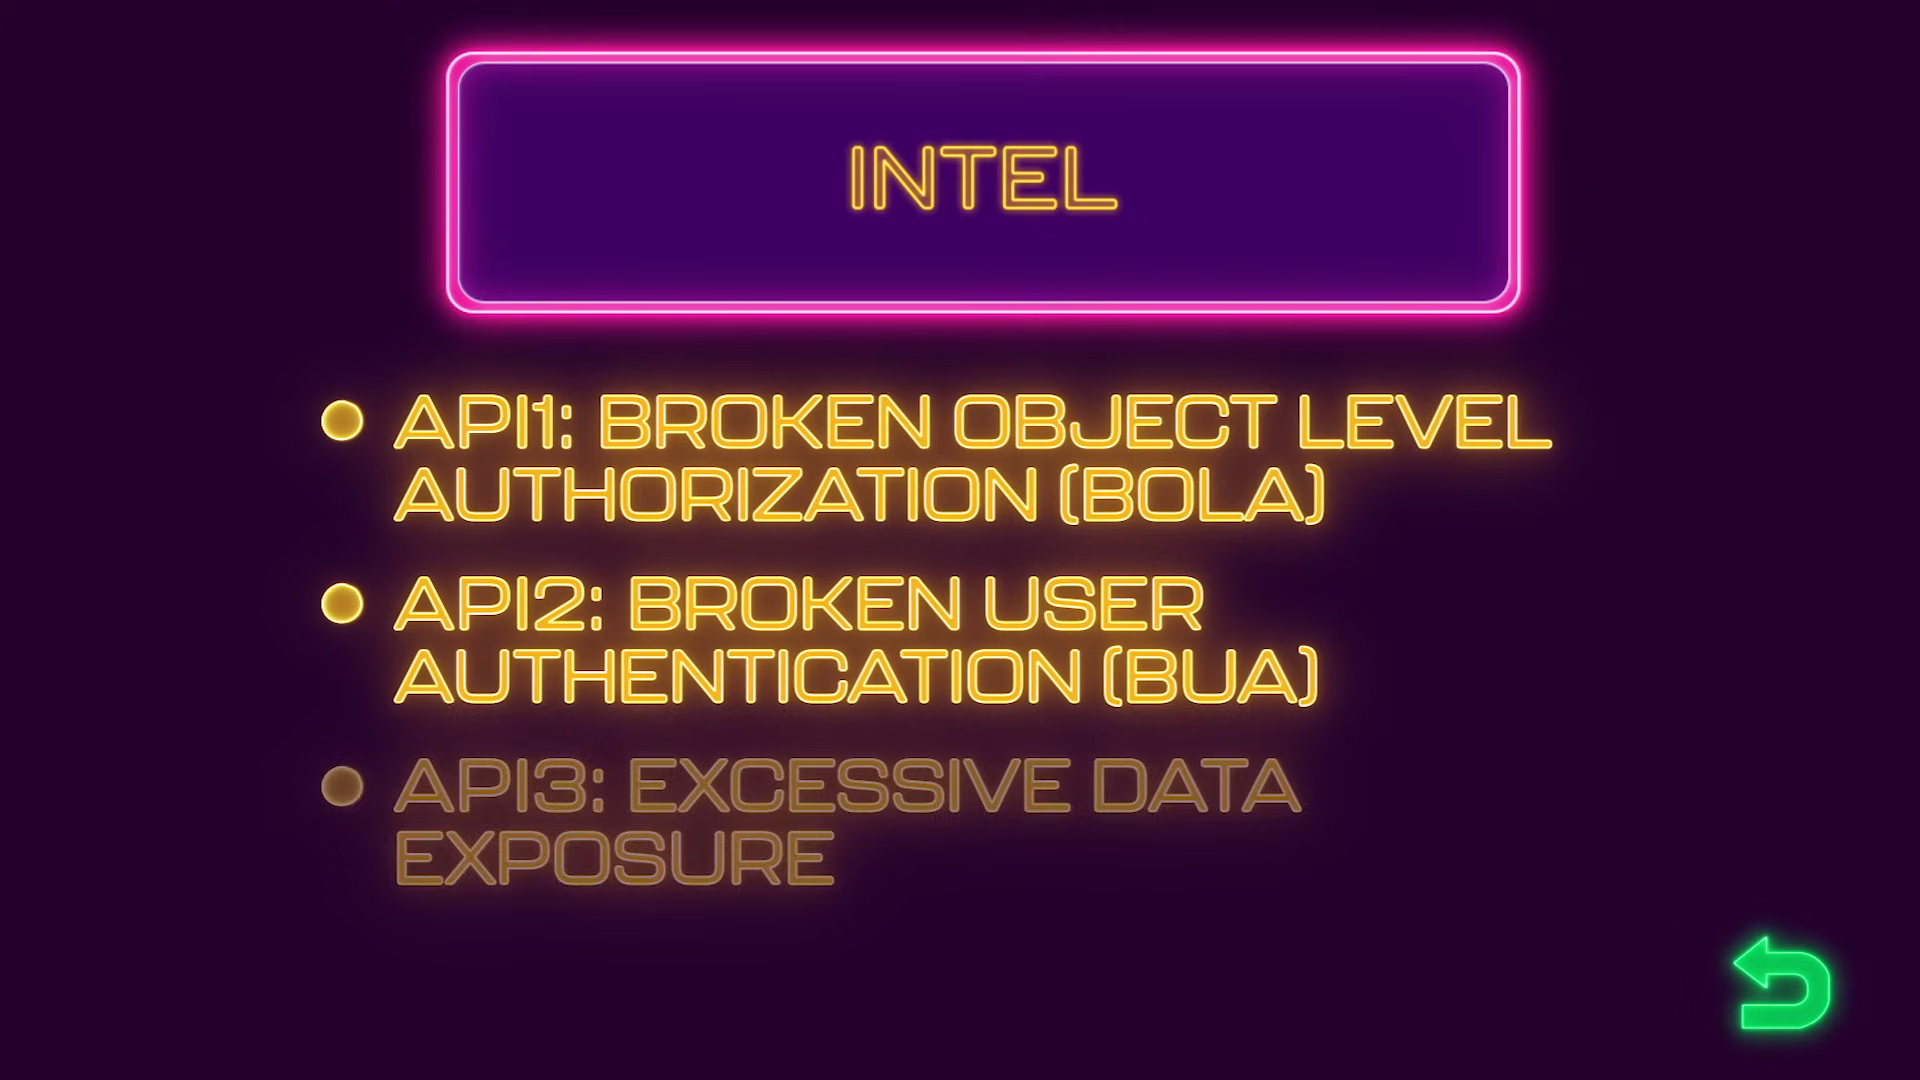 INTEL
API1: BROKEN OBJECT LEVEL
AUTHORIZATION (BOLA)
API2: BROKEN USER
AUTHENTICATION (BUA)
API3: EXCESSIVE DATA
EXPOSURE